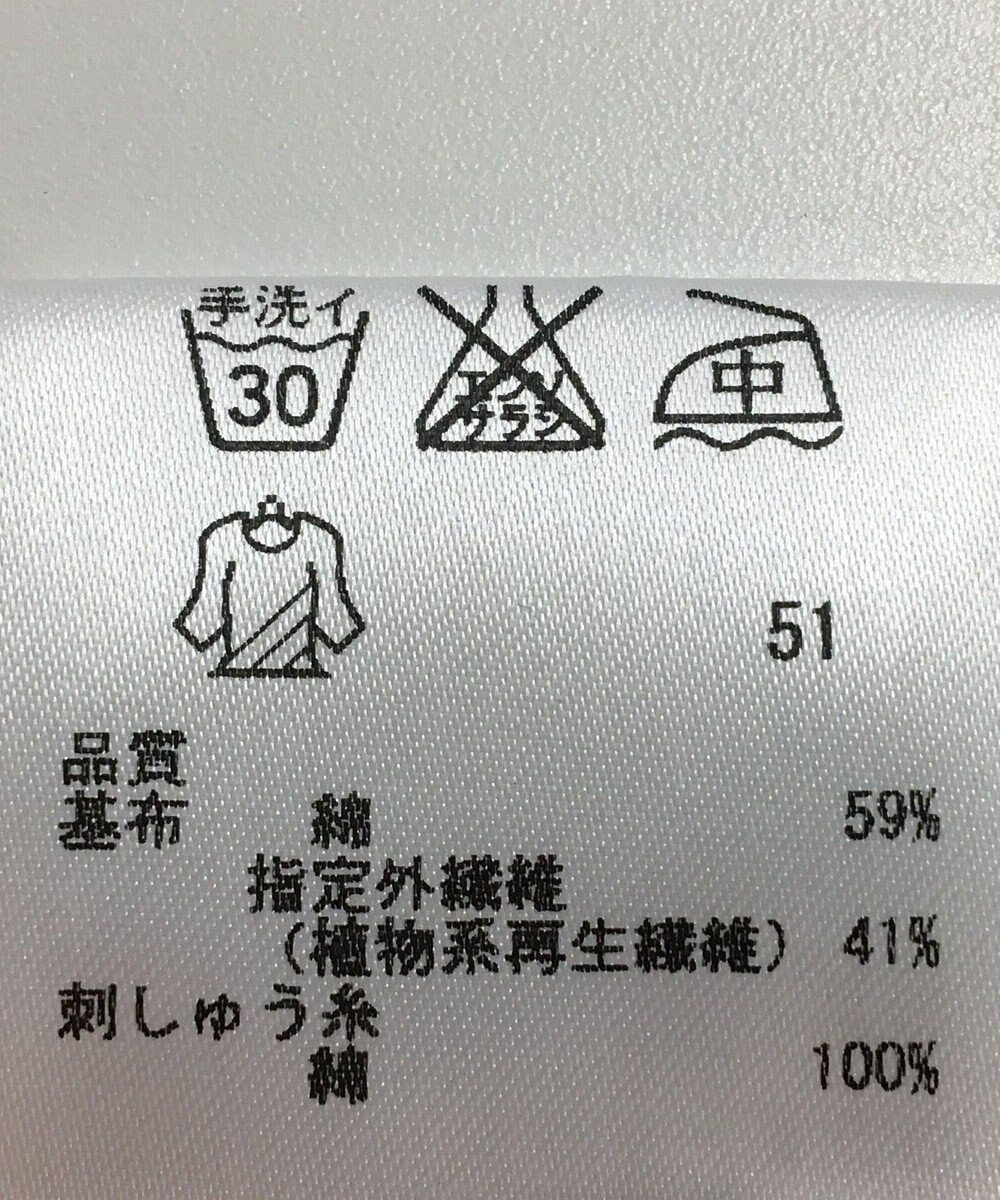 手洗イ
30
エンソ
サラシ
中
51
品質
基布 綿 59%
指定外繊維
(植物系再生繊維) 41%
刺しゅう糸
綿 100%